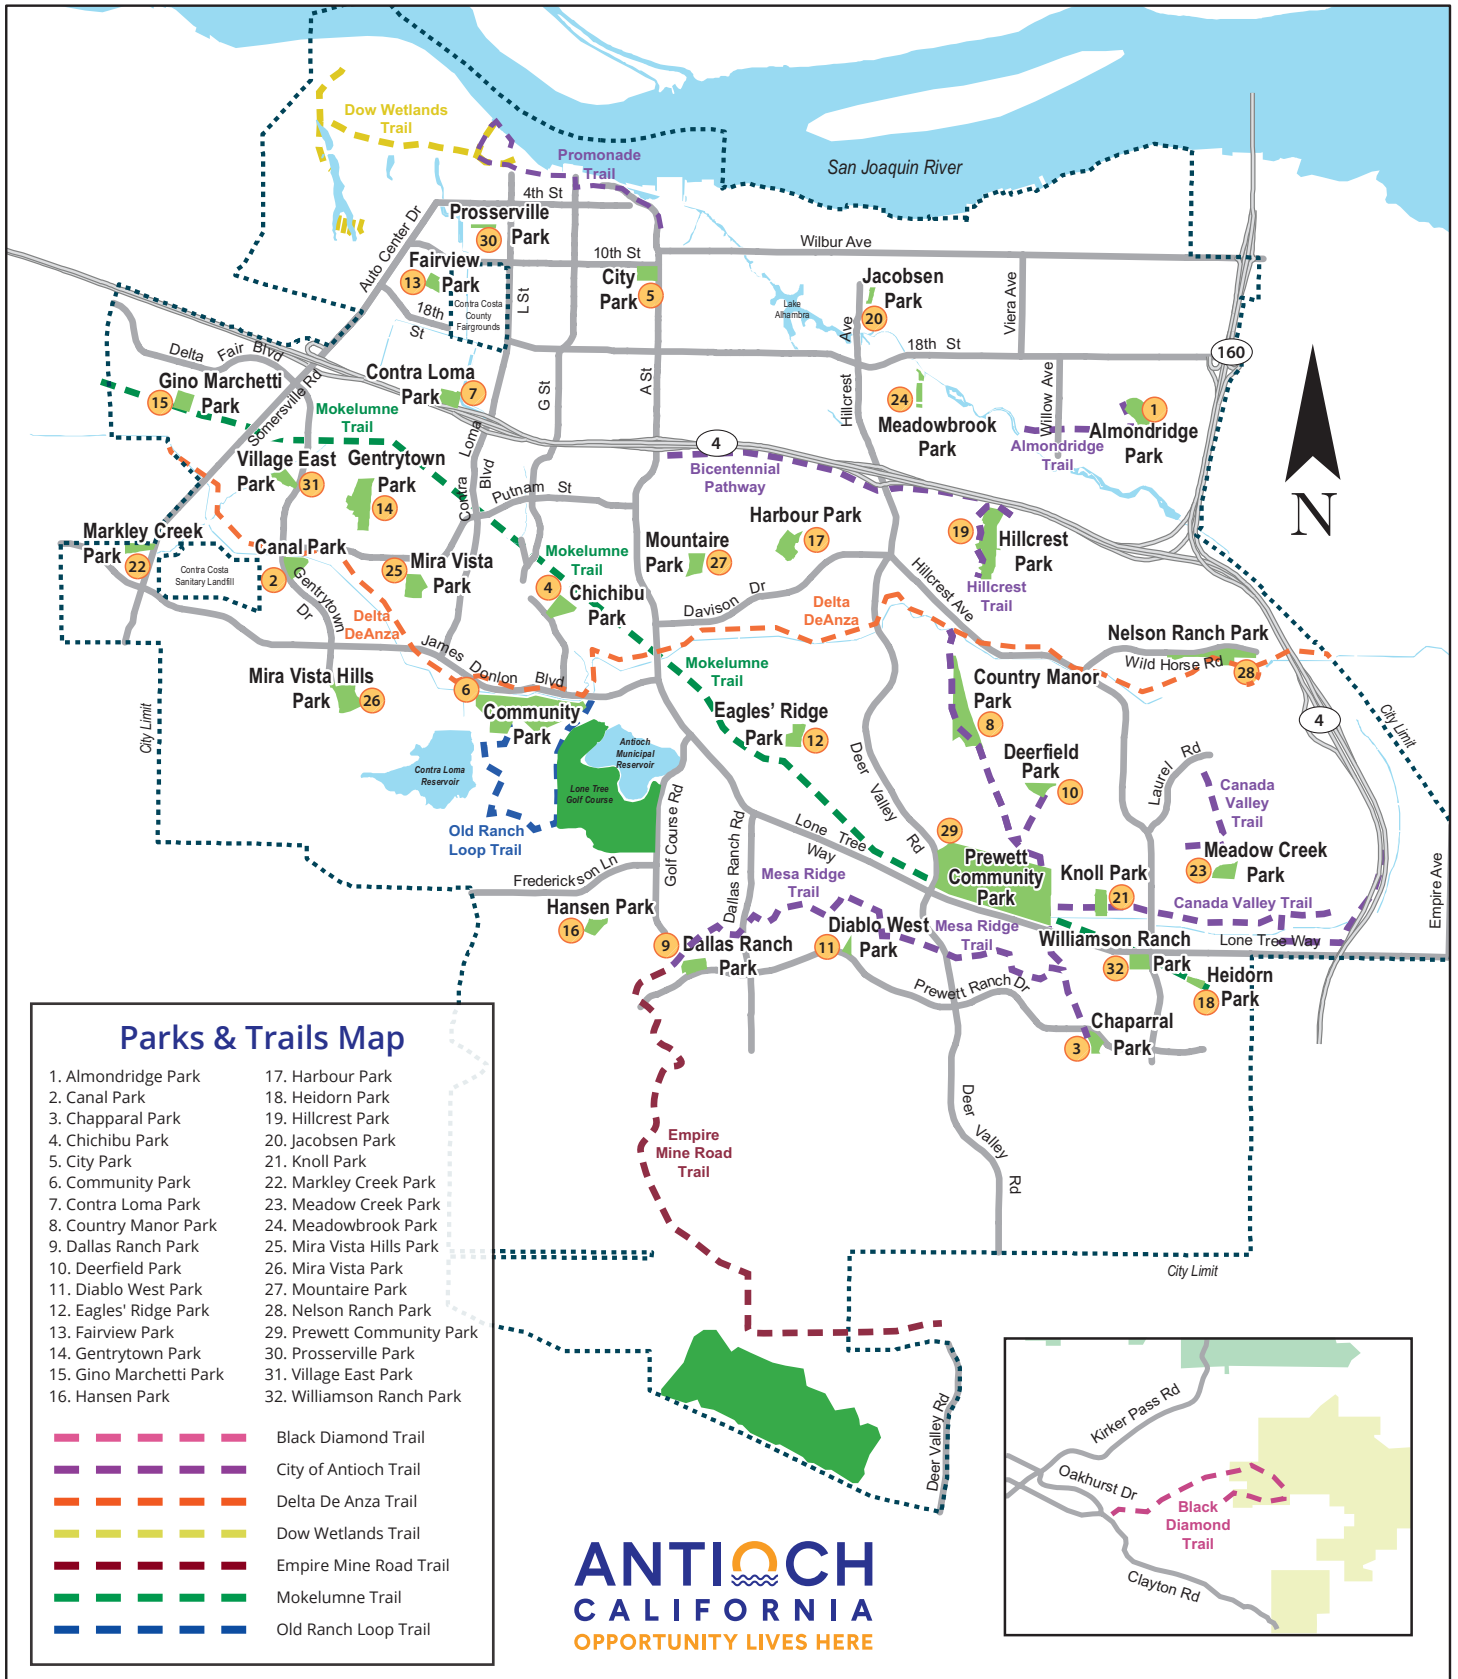 Dow Wetlands
Trail
Promonade
Trail
San Joaquin River
4th St
Auto Center Dr
Prosserville
30 Park
Wilbur Ave
10th St
Fairview
13 Park
City
Park 5
Jacobsen
Park
20
Contra Costa
County
Fairgrounds
L St
Lake
Alhambra
Viera Ave
18th
St
18th St
160
Delta Fair Blvd
Somersville Rd
Gino Marchetti
15 Park
Contra Loma
Park 7
Mokelumne
Trail
G St
A St
Hillcrest Ave
24
Meadowbrook
Park
Willow Ave
1
Almondridge
Park
Almondridge
Trail
4
Bicentennial
Pathway
Village East
Park 31
Gentrytown
Park
14
Contra Loma Blvd
Putnam St
Markley Creek
Park
22
Contra Costa
Sanitary Landfill
Canal Park
2
Gentrytown Dr
25 Mira Vista
Park
Mokelumne
Trail
4 Chichibu
Park
Mountaire
Park 27
Harbour Park
17
19 Hillcrest
Park
Hillcrest
Trail
Davison Dr
Hillcrest Ave
N
Delta
DeAnza
Delta
DeAnza
James Donlon Blvd
Nelson Ranch Park
Wild Horse Rd
28
Mira Vista Hills
Park 26
6
Community
Park
Mokelumne
Trail
Country Manor
Park
8
Eagles' Ridge
Park 12
City Limit
City Limit
4
Contra Loma
Reservoir
Antioch
Municipal
Reservoir
Lone Tree
Golf Course
Deer Valley Rd
Deerfield
Park
10
Laurel Rd
Canada
Valley
Trail
Old Ranch
Loop Trail
Golf Course Rd
Dallas Ranch Rd
Lone Tree Way
29
Prewett
Community
Park
Frederickson Ln
Mesa Ridge
Trail
Knoll Park
21
Meadow Creek
23 Park
Canada Valley Trail
Empire Ave
Hansen Park
16
9 Dallas Ranch
Park
Diablo West
11 Park
Mesa Ridge
Trail
Williamson Ranch
32 Park
Lone Tree Way
Heidorn
18 Park
Prewett Ranch Dr
Chaparral
3 Park
Deer Valley Rd
Empire
Mine Road
Trail
City Limit
Deer Valley Rd
Parks & Trails Map
1. Almondridge Park
2. Canal Park
3. Chapparal Park
4. Chichibu Park
5. City Park
6. Community Park
7. Contra Loma Park
8. Country Manor Park
9. Dallas Ranch Park
10. Deerfield Park
11. Diablo West Park
12. Eagles' Ridge Park
13. Fairview Park
14. Gentrytown Park
15. Gino Marchetti Park
16. Hansen Park
17. Harbour Park
18. Heidorn Park
19. Hillcrest Park
20. Jacobsen Park
21. Knoll Park
22. Markley Creek Park
23. Meadow Creek Park
24. Meadowbrook Park
25. Mira Vista Hills Park
26. Mira Vista Park
27. Mountaire Park
28. Nelson Ranch Park
29. Prewett Community Park
30. Prosserville Park
31. Village East Park
32. Williamson Ranch Park
Black Diamond Trail
City of Antioch Trail
Delta De Anza Trail
Dow Wetlands Trail
Empire Mine Road Trail
Mokelumne Trail
Old Ranch Loop Trail
ANTIOCH
CALIFORNIA
OPPORTUNITY LIVES HERE
Kirker Pass Rd
Oakhurst Dr
Black
Diamond
Trail
Clayton Rd